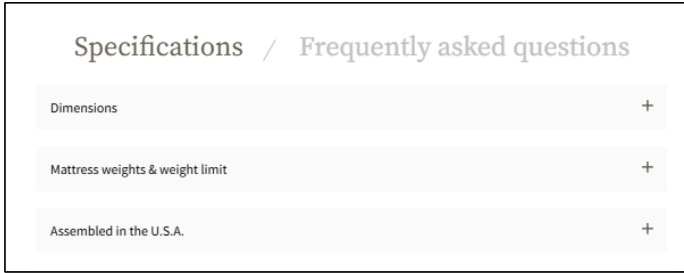 Specifications / Frequently asked questions
Dimensions +
Mattress weights & weight limit +
Assembled in the U.S.A. +